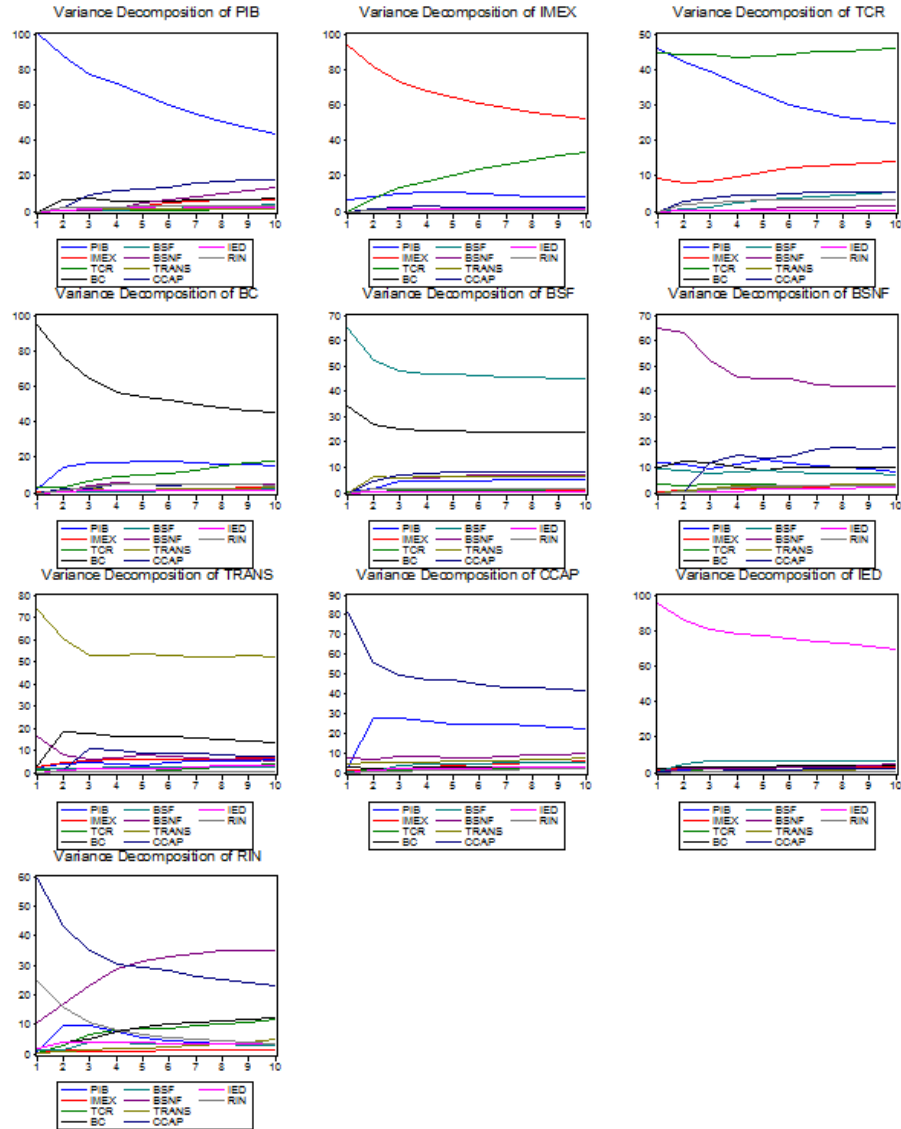 Variance Decomposition of PIB
Variance Decomposition of IMEX
Variance Decomposition of TCR
100
80
60
40
20
0
1 2 3 4 5 6 7 8 9 10
100
80
60
40
20
0
1 2 3 4 5 6 7 8 9 10
50
40
30
20
10
0
1 2 3 4 5 6 7 8 9 10
PIB BSF IED
IMEX BSNF RIN
TCR TRANS
BC CCAP
PIB BSF IED
IMEX BSNF RIN
TCR TRANS
BC CCAP
PIB BSF IED
IMEX BSNF RIN
TCR TRANS
BC CCAP
Variance Decomposition of BC
Variance Decomposition of BSF
Variance Decomposition of BSNF
100
80
60
40
20
0
1 2 3 4 5 6 7 8 9 10
70
60
50
40
30
20
10
0
1 2 3 4 5 6 7 8 9 10
70
60
50
40
30
20
10
0
1 2 3 4 5 6 7 8 9 10
PIB BSF IED
IMEX BSNF RIN
TCR TRANS
BC CCAP
PIB BSF IED
IMEX BSNF RIN
TCR TRANS
BC CCAP
PIB BSF IED
IMEX BSNF RIN
TCR TRANS
BC CCAP
Variance Decomposition of TRANS
Variance Decomposition of CCAP
Variance Decomposition of IED
80
70
60
50
40
30
20
10
0
1 2 3 4 5 6 7 8 9 10
90
80
70
60
50
40
30
20
10
0
1 2 3 4 5 6 7 8 9 10
100
80
60
40
20
0
1 2 3 4 5 6 7 8 9 10
PIB BSF IED
IMEX BSNF RIN
TCR TRANS
BC CCAP
PIB BSF IED
IMEX BSNF RIN
TCR TRANS
BC CCAP
PIB BSF IED
IMEX BSNF RIN
TCR TRANS
BC CCAP
Variance Decomposition of RIN
60
50
40
30
20
10
0
1 2 3 4 5 6 7 8 9 10
PIB BSF IED
IMEX BSNF RIN
TCR TRANS
BC CCAP